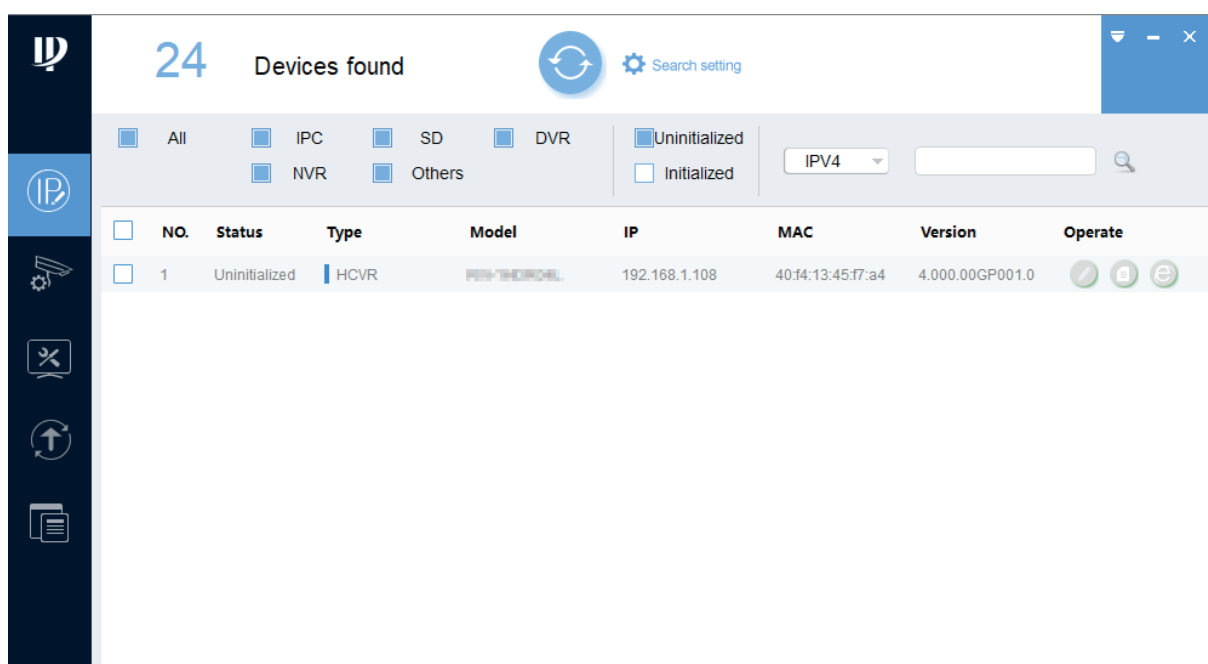 24 Devices found Search setting
All IPC SD DVR Uninitialized
NVR Others Initialized
IPV4
NO. Status Type Model IP MAC Version Operate
1 Uninitialized HCVR 192.168.1.108 40:f4:13:45:f7:a4 4.000.00GP001.0